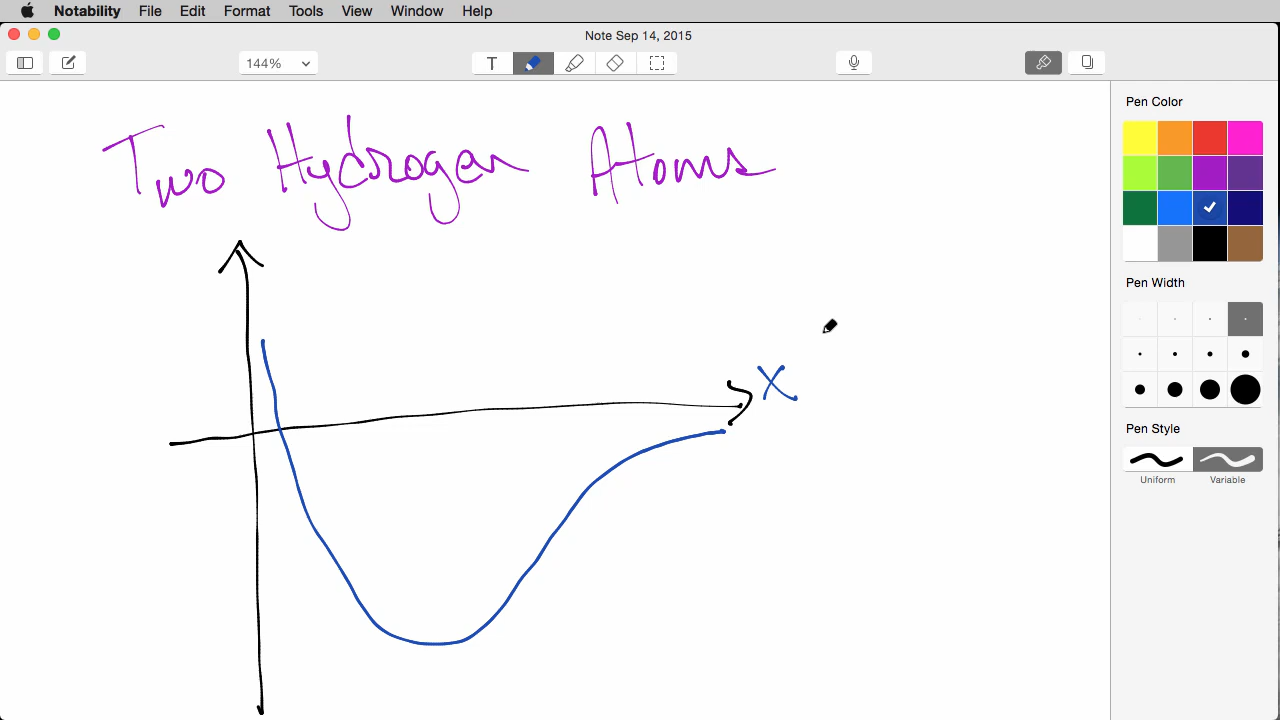 Notability File Edit Format Tools View Window Help
Note Sep 14, 2015
144% T
Two Hydrogen Atoms
X
Pen Color
Pen Width
Pen Style
Uniform Variable